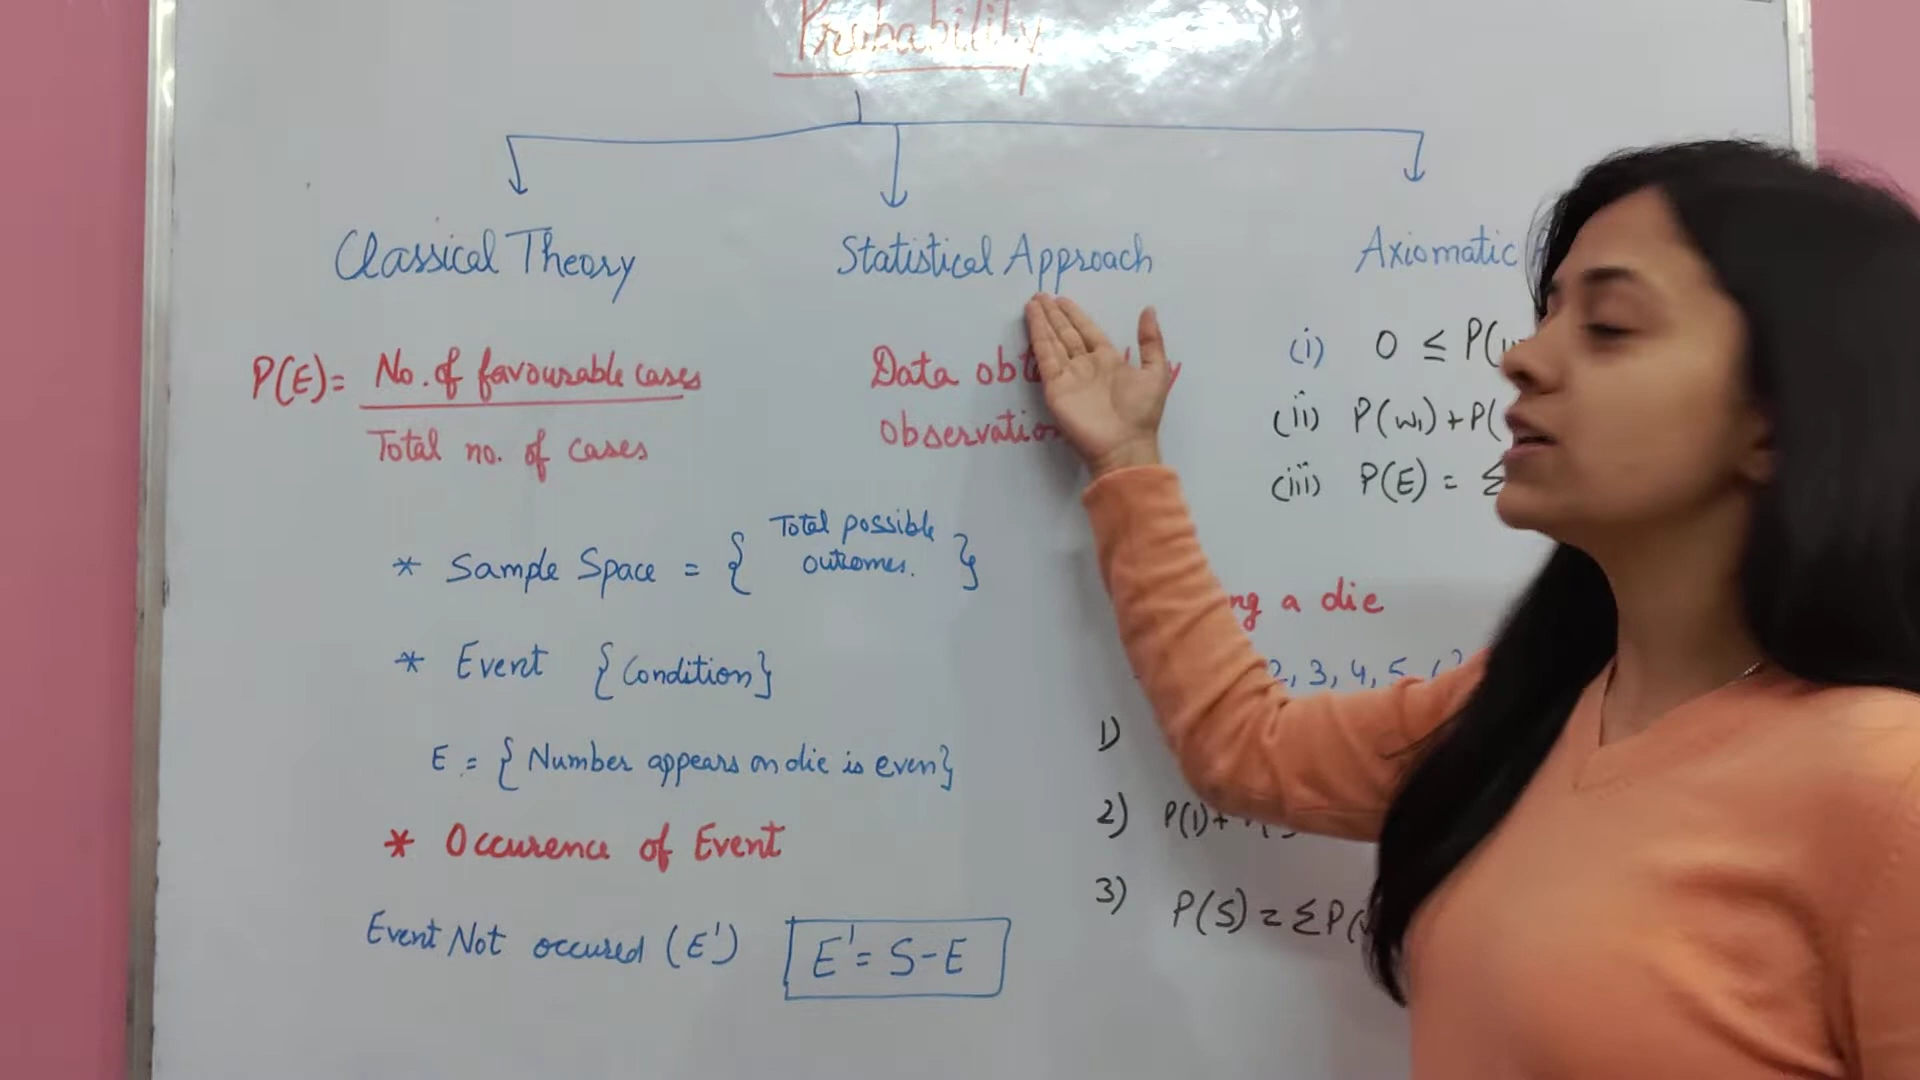 Probability
Classical Theory
Statistical Approach
Axiomatic
P(E) = No. of favourable cases
Total no. of cases
Data
observation
(i) 0 ≤ P(
(ii) P(w₁) + P(
(iii) P(E) = Σ
* Sample Space = { Total possible
outcomes. }
* Event {Condition}
E = { Number appears on die is even}
* Occurence of Event
Event Not occured (E') E' = S-E
a die
2, 3, 4, 5,
1)
2) P(1)+
3) P(S) = ΣP(